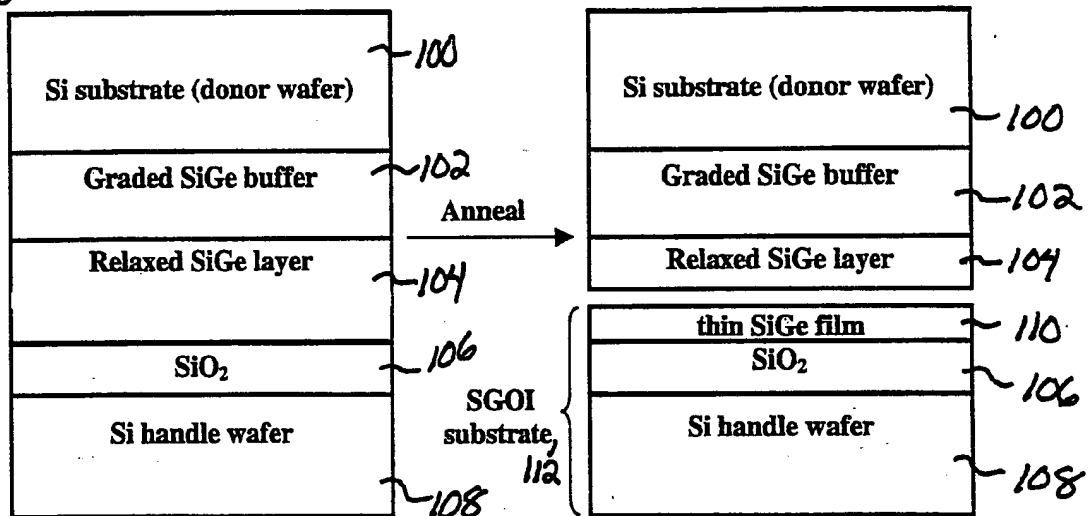 Si substrate (donor wafer)
100
Graded SiGe buffer
102
Relaxed SiGe layer
104
SiO₂
106
Si handle wafer
108
Anneal
Si substrate (donor wafer)
100
Graded SiGe buffer
102
Relaxed SiGe layer
104
thin SiGe film
110
SiO₂
106
SGOI
substrate,
112
Si handle wafer
108